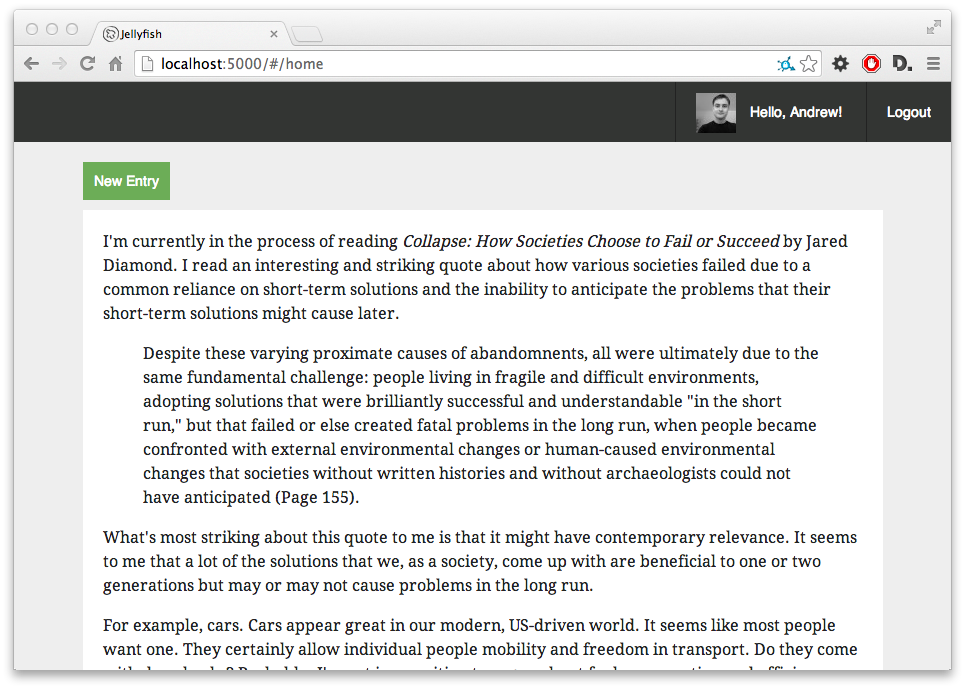 Jellyfish
localhost:5000/#/home
D.
Hello, Andrew!
Logout
New Entry
I'm currently in the process of reading Collapse: How Societies Choose to Fail or Succeed by Jared
Diamond. I read an interesting and striking quote about how various societies failed due to a
common reliance on short-term solutions and the inability to anticipate the problems that their
short-term solutions might cause later.
Despite these varying proximate causes of abandomnents, all were ultimately due to the
same fundamental challenge: people living in fragile and difficult environments,
adopting solutions that were brilliantly successful and understandable "in the short
run," but that failed or else created fatal problems in the long run, when people became
confronted with external environmental changes or human-caused environmental
changes that societies without written histories and without archaeologists could not
have anticipated (Page 155).
What's most striking about this quote to me is that it might have contemporary relevance. It seems
to me that a lot of the solutions that we, as a society, come up with are beneficial to one or two
generations but may or may not cause problems in the long run.
For example, cars. Cars appear great in our modern, US-driven world. It seems like most people
want one. They certainly allow individual people mobility and freedom in transport. Do they come